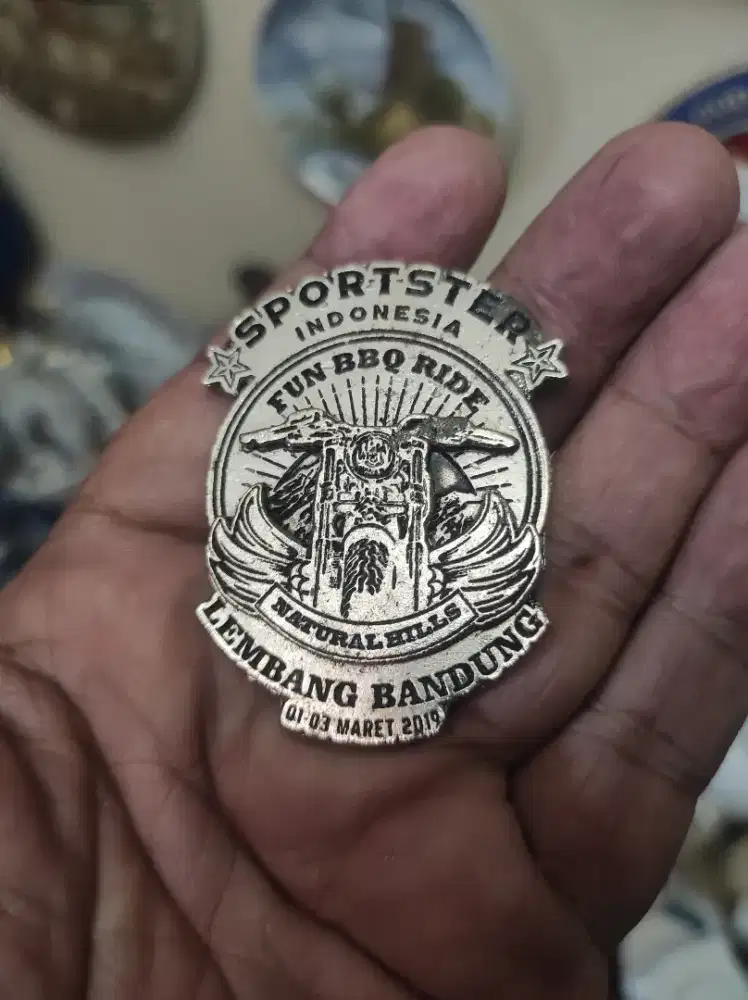 SPORTSTER
INDONESIA
FUN BBQ RIDE
NATURAL HILLS
LEMBANG BANDUNG
01-03 MARET 2019